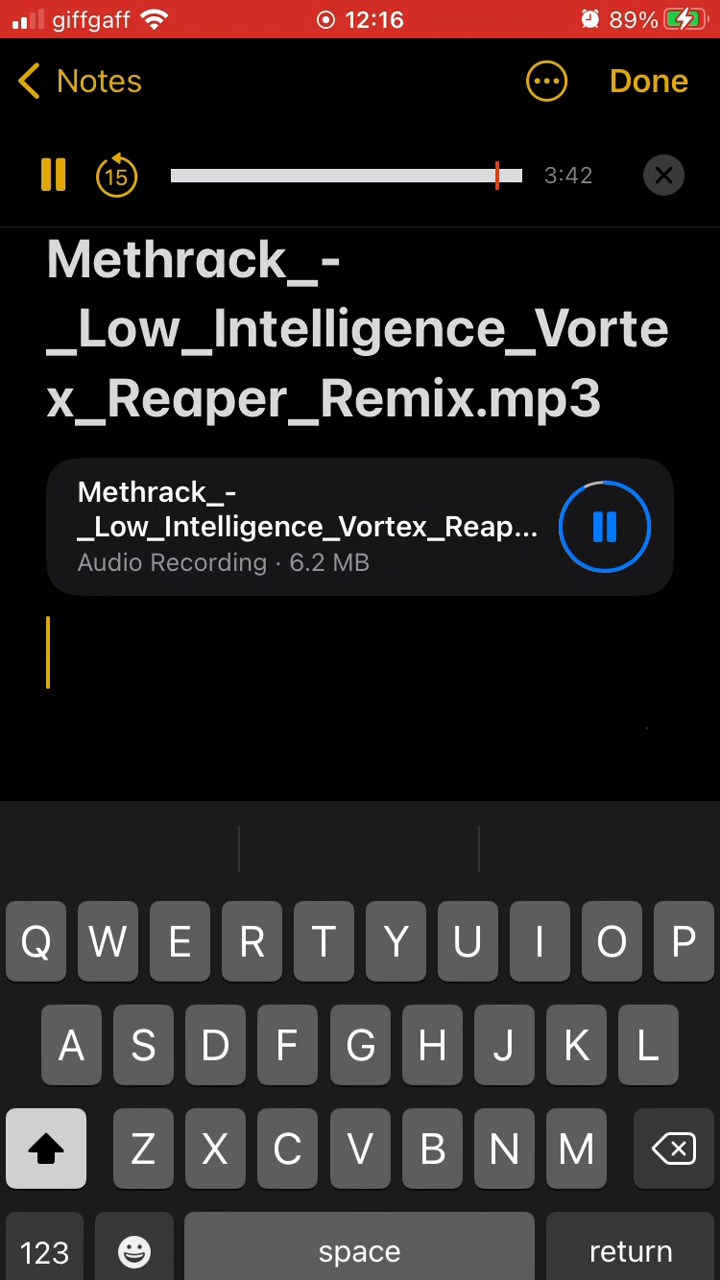 giffgaff 12:16 89%
Notes Done
15 3:42
Methrack_-
_Low_Intelligence_Vorte
x_Reaper_Remix.mp3
Methrack_-
_Low_Intelligence_Vortex_Reap...
Audio Recording · 6.2 MB
Q W E R T Y U I O P
A S D F G H J K L
Z X C V B N M
123 space return